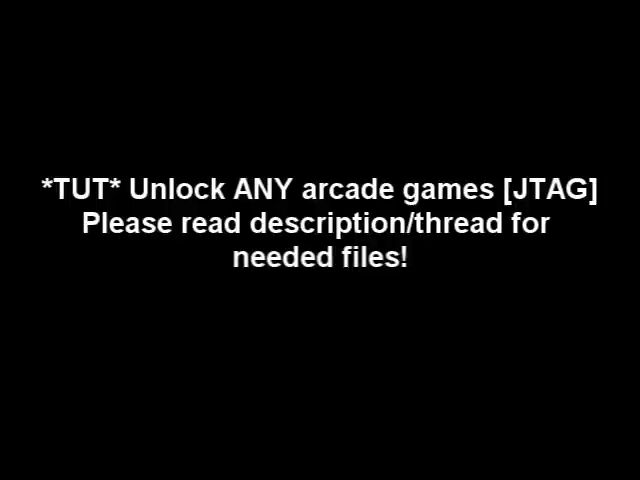 *TUT* Unlock ANY arcade games [JTAG]
Please read description/thread for
needed files!